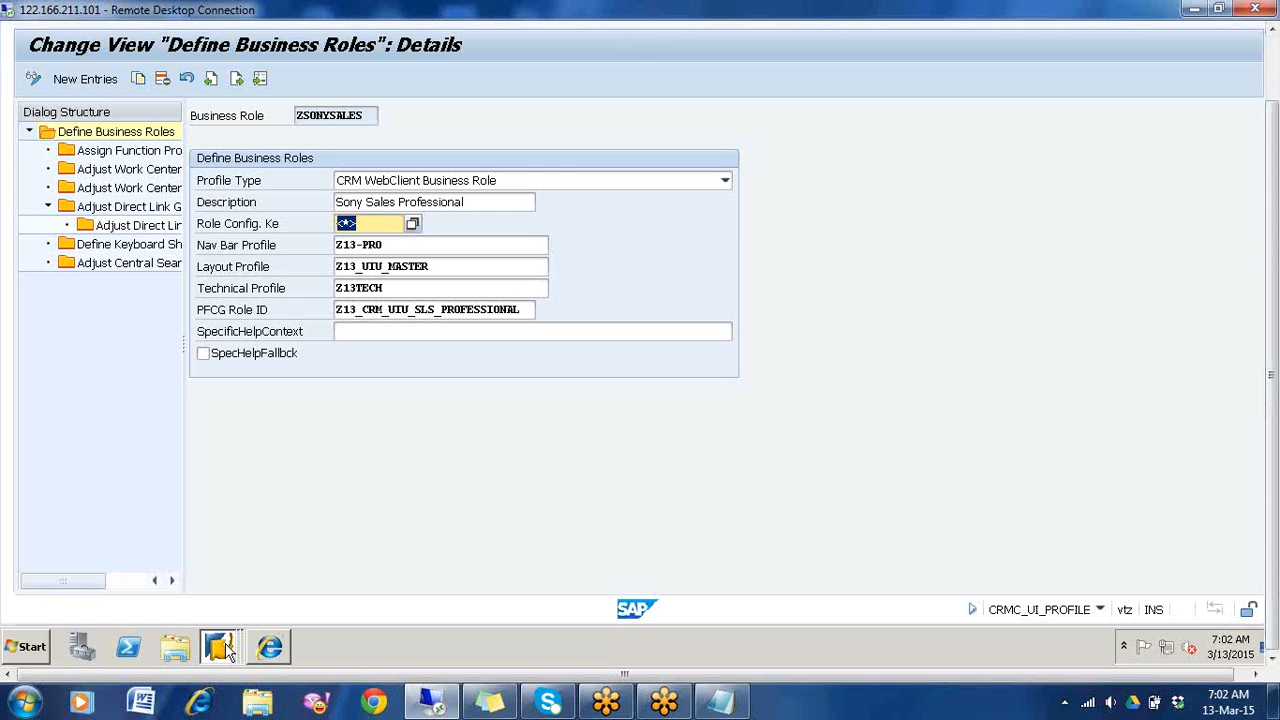 122.166.211.101 - Remote Desktop Connection
Change View "Define Business Roles": Details
New Entries
Dialog Structure
Define Business Roles
Assign Function Pro
Adjust Work Center
Adjust Work Center
Adjust Direct Link G
Adjust Direct Lir
Define Keyboard Sh
Adjust Central Sear
Business Role ZSONYSALES
Define Business Roles
Profile Type CRM WebClient Business Role
Description Sony Sales Professional
Role Config. Ke <*>
Nav Bar Profile Z13-PRO
Layout Profile Z13_UIU_MASTER
Technical Profile Z13TECH
PFCG Role ID Z13_CRM_UIU_SLS_PROFESSIONAL
SpecificHelpContext
SpecHelpFallbck
SAP
CRMC_UI_PROFILE vtz INS
Start
7:02 AM
3/13/2015
7:02 AM
13-Mar-15